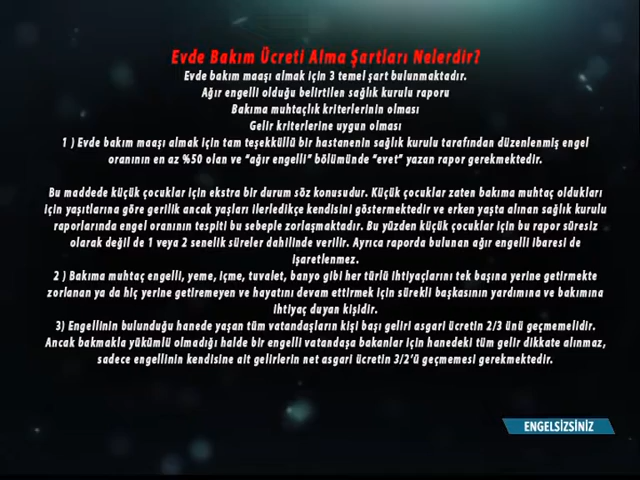 Evde Bakım Ücreti Alma Şartları Nelerdir?
Evde bakım maaşı almak için 3 temel şart bulunmaktadır.
Ağır engelli olduğu belirtilen sağlık kurulu raporu
Bakıma muhtaçlık kriterlerinin olması
Gelir kriterlerine uygun olması
1 ) Evde bakım maaşı almak için tam teşekküllü bir hastanenin sağlık kurulu tarafından düzenlenmiş engel
oranının en az %50 olan ve “ağır engelli” bölümünde “evet” yazan rapor gerekmektedir.
Bu maddede küçük çocuklar için ekstra bir durum söz konusudur. Küçük çocuklar zaten bakıma muhtaç oldukları
için yaşıtlarına göre gerilik ancak yaşları ilerledikçe kendisini göstermektedir ve erken yaşta alınan sağlık kurulu
raporlarında engel oranının tespiti bu sebeple zorlaşmaktadır. Bu yüzden küçük çocuklar için bu rapor süresiz
olarak değil de 1 veya 2 senelik süreler dahilinde verilir. Ayrıca raporda bulunan ağır engelli ibaresi de
işaretlenmez.
2 ) Bakıma muhtaç engelli, yeme, içme, tuvalet, banyo gibi her türlü ihtiyaçlarını tek başına yerine getirmekte
zorlanan ya da hiç yerine getiremeyen ve hayatını devam ettirmek için sürekli başkasının yardımına ve bakımına
ihtiyaç duyan kişidir.
3) Engellinin bulunduğu hanede yaşan tüm vatandaşların kişi başı geliri asgari ücretin 2/3 ünü geçmemelidir.
Ancak bakmakla yükümlü olmadığı halde bir engelli vatandaşa bakanlar için hanedeki tüm gelir dikkate alınmaz,
sadece engellinin kendisine ait gelirlerin net asgari ücretin 3/2’ü geçmemesi gerekmektedir.
ENGELSİZSİNİZ